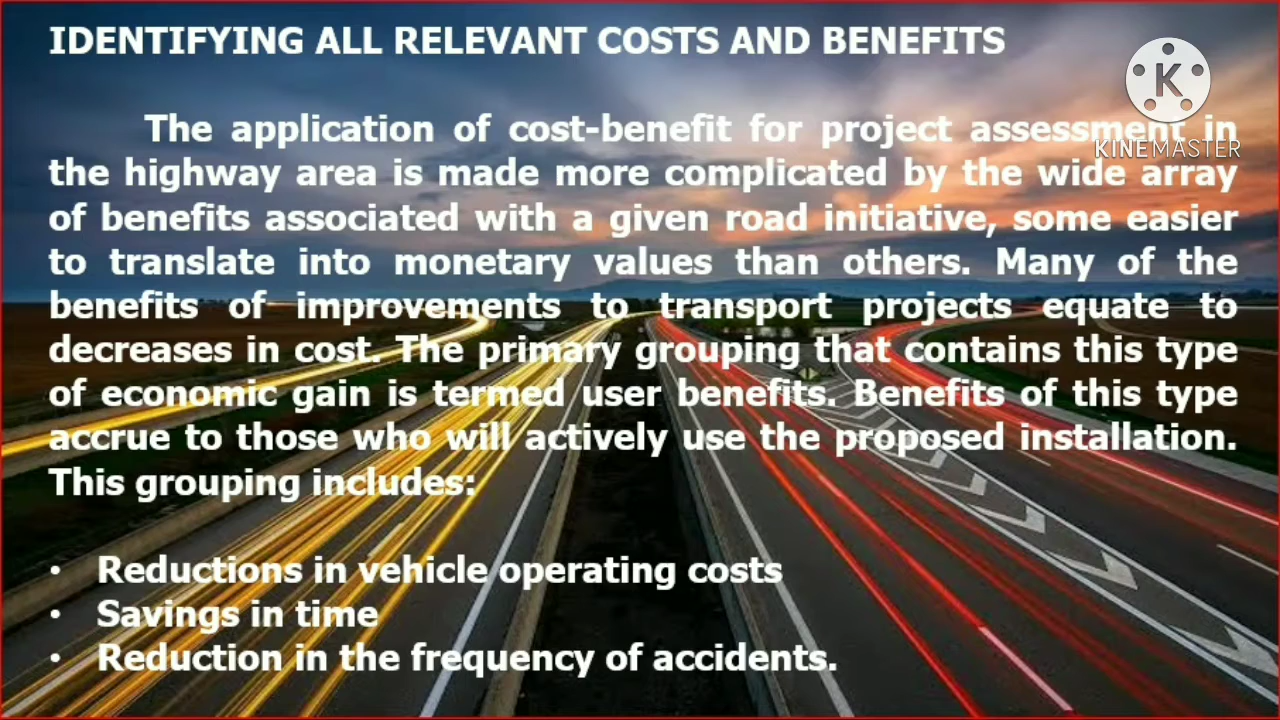 IDENTIFYING ALL RELEVANT COSTS AND BENEFITS
K
KINEMASTER
The application of cost-benefit for project assessment in
the highway area is made more complicated by the wide array
of benefits associated with a given road initiative, some easier
to translate into monetary values than others. Many of the
benefits of improvements to transport projects equate to
decreases in cost. The primary grouping that contains this type
of economic gain is termed user benefits. Benefits of this type
accrue to those who will actively use the proposed installation.
This grouping includes:
• Reductions in vehicle operating costs
• Savings in time
• Reduction in the frequency of accidents.